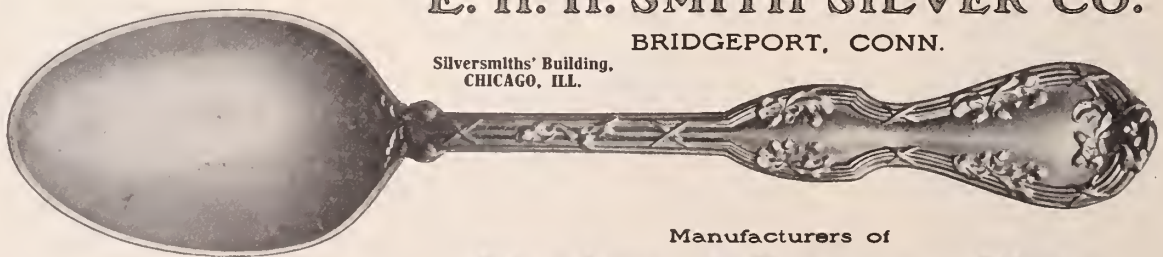 E. H. H. SMITH SILVER CO.
BRIDGEPORT, CONN.
Silversmiths' Building,
CHICAGO, ILL.
Manufacturers of